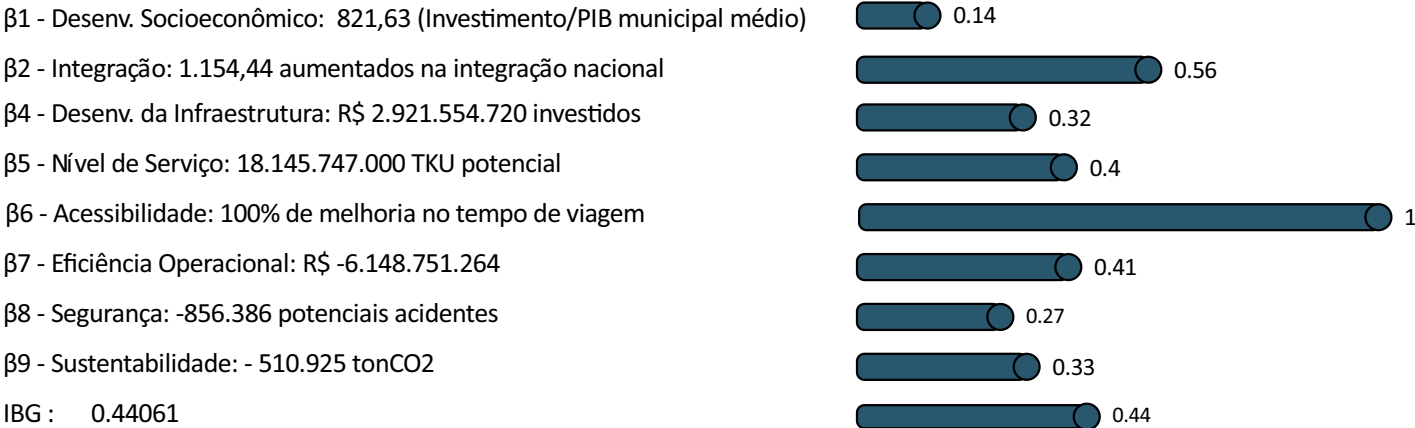 β1 - Desenv. Socioeconômico: 821,63 (Investimento/PIB municipal médio) 0.14
β2 - Integração: 1.154,44 aumentados na integração nacional 0.56
β4 - Desenv. da Infraestrutura: R$ 2.921.554.720 investidos 0.32
β5 - Nível de Serviço: 18.145.747.000 TKU potencial 0.4
β6 - Acessibilidade: 100% de melhoria no tempo de viagem 1
β7 - Eficiência Operacional: R$ -6.148.751.264 0.41
β8 - Segurança: -856.386 potenciais acidentes 0.27
β9 - Sustentabilidade: - 510.925 tonCO2 0.33
IBG : 0.44061 0.44